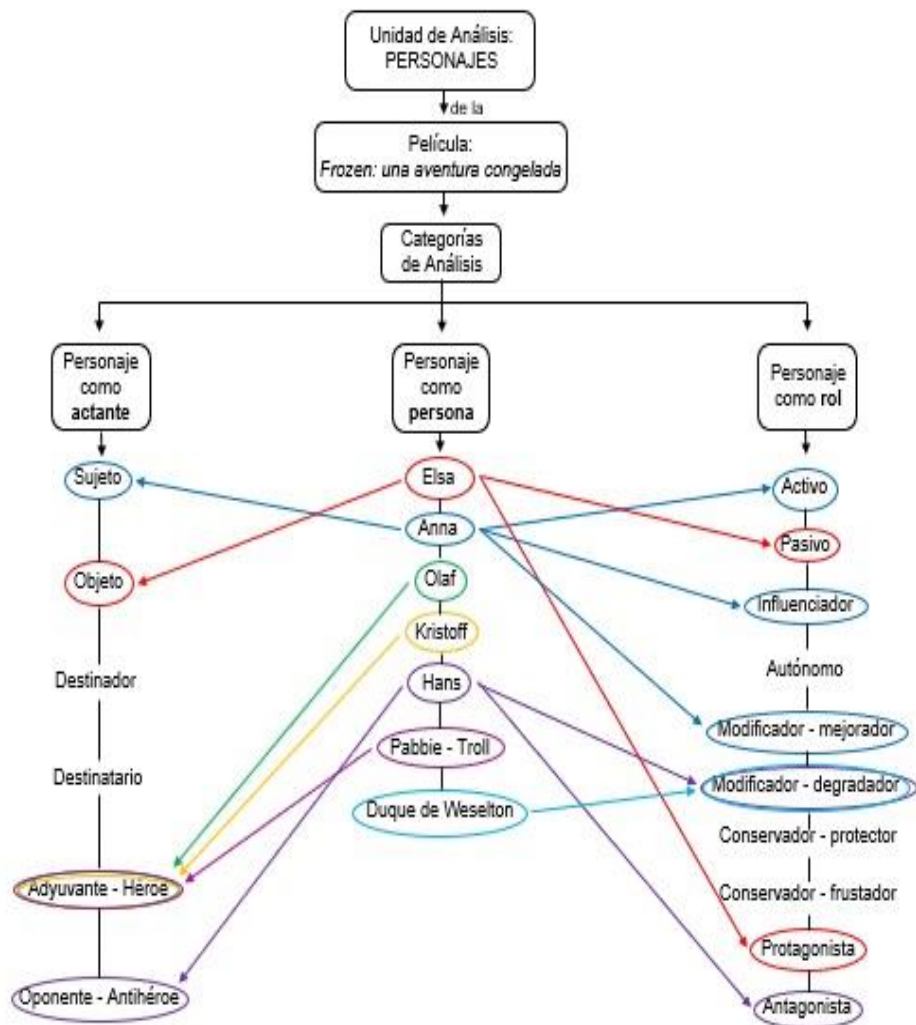 Unidad de Análisis:
PERSONAJES
de la
Película:
Frozen: una aventura congelada
Categorías
de Análisis
Personaje
como
actante
Personaje
como
persona
Personaje
como rol
Sujeto
Objeto
Destinador
Destinatario
Adyuvante - Héroe
Oponente - Antihéroe
Elsa
Anna
Olaf
Kristoff
Hans
Pabbie - Troll
Duque de Weselton
Activo
Pasivo
Influenciador
Autónomo
Modificador - mejorador
Modificador - degradador
Conservador - protector
Conservador - frustador
Protagonista
Antagonista